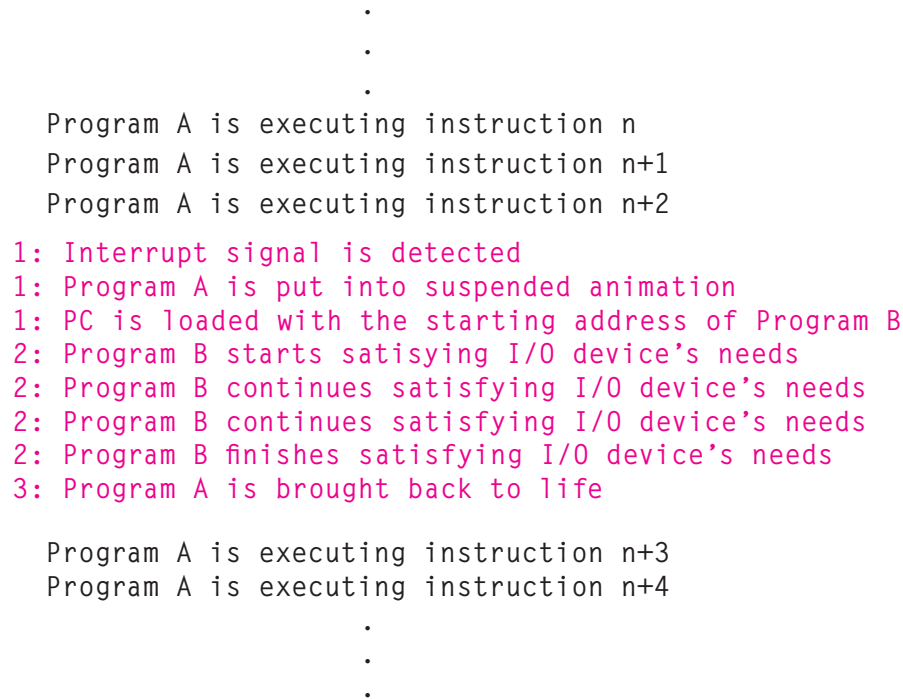 .
.
.
Program A is executing instruction n
Program A is executing instruction n+1
Program A is executing instruction n+2
1: Interrupt signal is detected
1: Program A is put into suspended animation
1: PC is loaded with the starting address of Program B
2: Program B starts satisying I/O device’s needs
2: Program B continues satisfying I/O device’s needs
2: Program B continues satisfying I/O device’s needs
2: Program B finishes satisfying I/O device’s needs
3: Program A is brought back to life
Program A is executing instruction n+3
Program A is executing instruction n+4
.
.
.